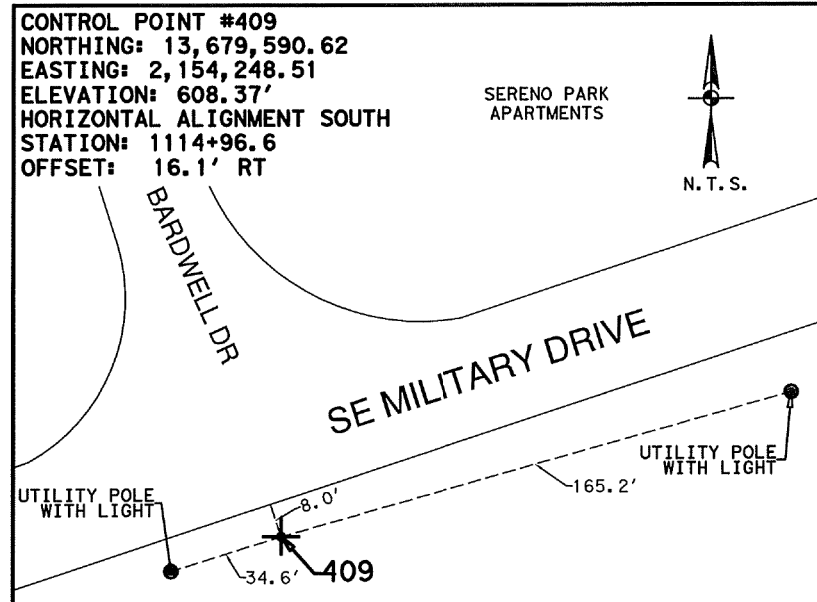 CONTROL POINT #409
NORTHING: 13,679,590.62
EASTING: 2,154,248.51
ELEVATION: 608.37'
HORIZONTAL ALIGNMENT SOUTH
STATION: 1114+96.6
OFFSET: 16.1' RT
SERENO PARK
APARTMENTS
N.T.S.
BARDWELL DR
SE MILITARY DRIVE
UTILITY POLE
WITH LIGHT
165.2'
UTILITY POLE
WITH LIGHT
8.0'
34.6'
409